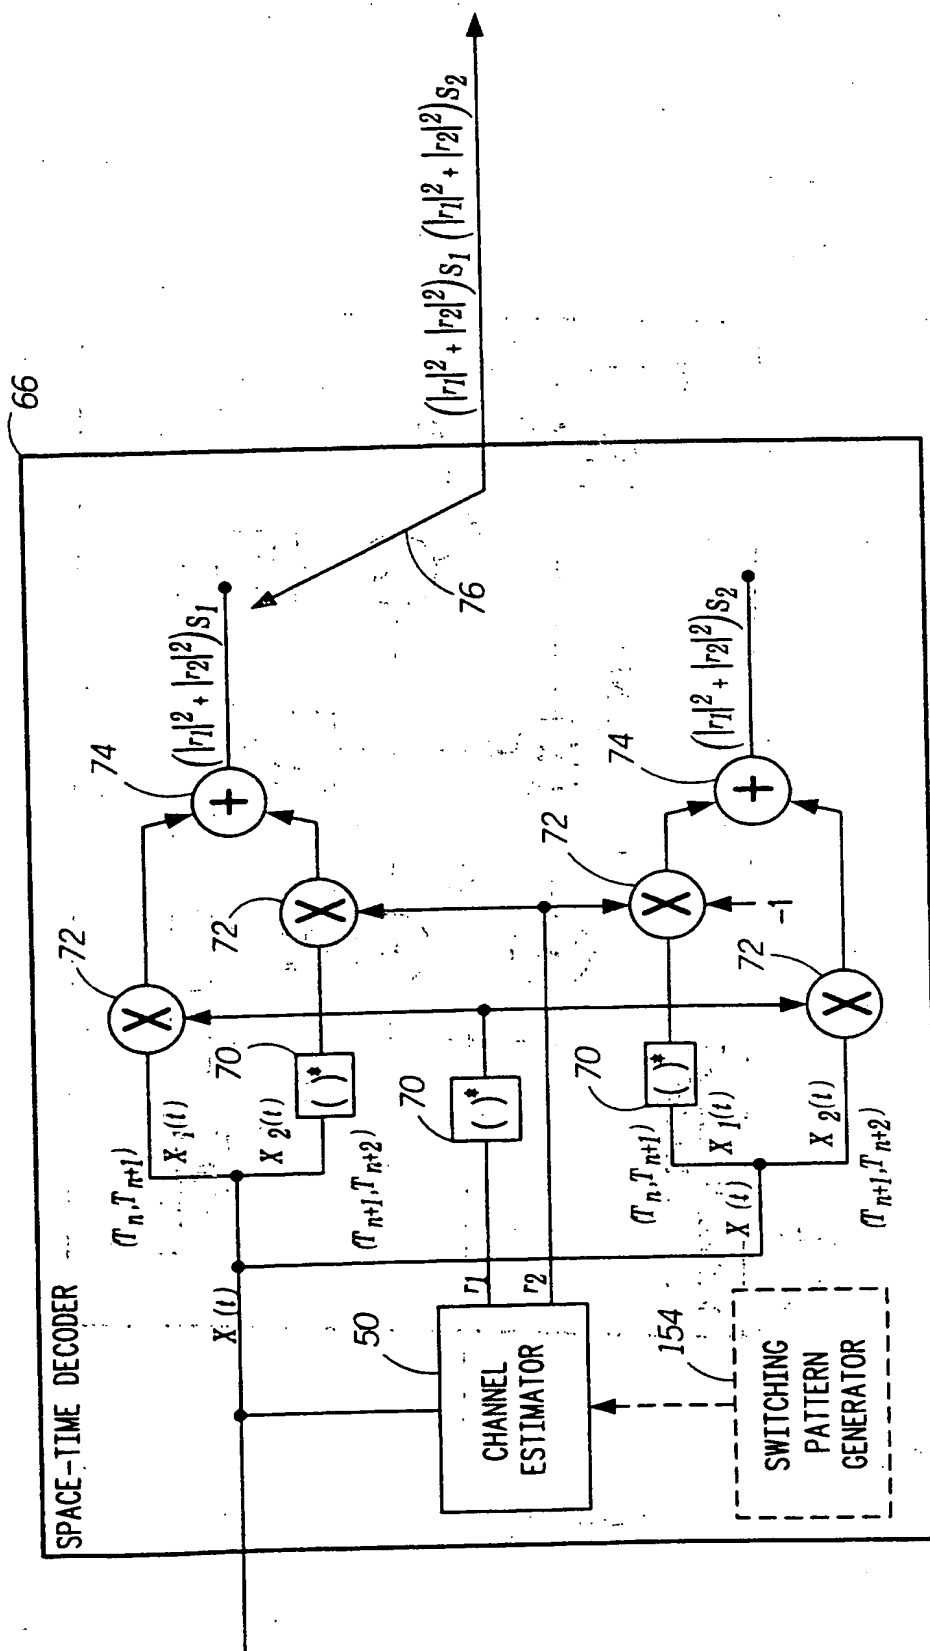 66
SPACE-TIME DECODER
X(t)
(Tn,Tn+1)
X1(t)
X2(t)
(Tn+1,Tn+2)
72
70
( )*
X
72
X
74
+
(|r1|²+|r2|²)S1
76
(|r1|²+|r2|²)S1 (|r1|²+|r2|²)S2
50
CHANNEL
ESTIMATOR
r1
r2
70
( )*
154
SWITCHING
PATTERN
GENERATOR
X(t)
(Tn,Tn+1)
X1(t)
X2(t)
(Tn+1,Tn+2)
70
( )*
72
X
-1
72
X
74
+
(|r1|²+|r2|²)S2